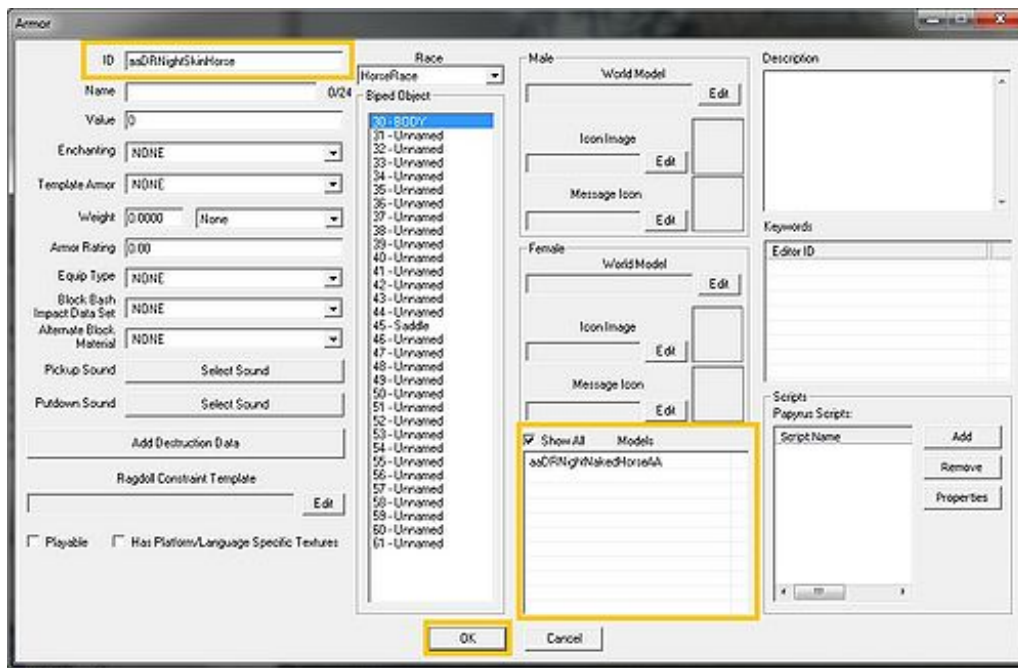 Armor
ID aaDRNightSkinHorse
Name 0/24
Value 0
Enchanting NONE
Template Armor NONE
Weight 0.0000 None
Armor Rating 0.00
Equip Type NONE
Block Bash
Impact Data Set NONE
Alternate Block
Material NONE
Pickup Sound Select Sound
Putdown Sound Select Sound
Add Destruction Data
Ragdoll Constraint Template
Edit
Playable Has Platform/Language Specific Textures
Race
HorseRace
Biped Object
30 - BODY
31 - Unnamed
32 - Unnamed
33 - Unnamed
34 - Unnamed
35 - Unnamed
36 - Unnamed
37 - Unnamed
38 - Unnamed
39 - Unnamed
40 - Unnamed
41 - Unnamed
42 - Unnamed
43 - Unnamed
44 - Unnamed
45 - Saddle
46 - Unnamed
47 - Unnamed
48 - Unnamed
49 - Unnamed
50 - Unnamed
51 - Unnamed
52 - Unnamed
53 - Unnamed
54 - Unnamed
55 - Unnamed
56 - Unnamed
57 - Unnamed
58 - Unnamed
59 - Unnamed
60 - Unnamed
61 - Unnamed
Male
World Model
Edit
Icon Image
Edit
Message Icon
Edit
Female
World Model
Edit
Icon Image
Edit
Message Icon
Edit
Show All Models
aaDRNightNakedHorseAA
Description
Keywords
Editor ID
Scripts
Papyrus Scripts:
Script Name
Add
Remove
Properties
OK Cancel